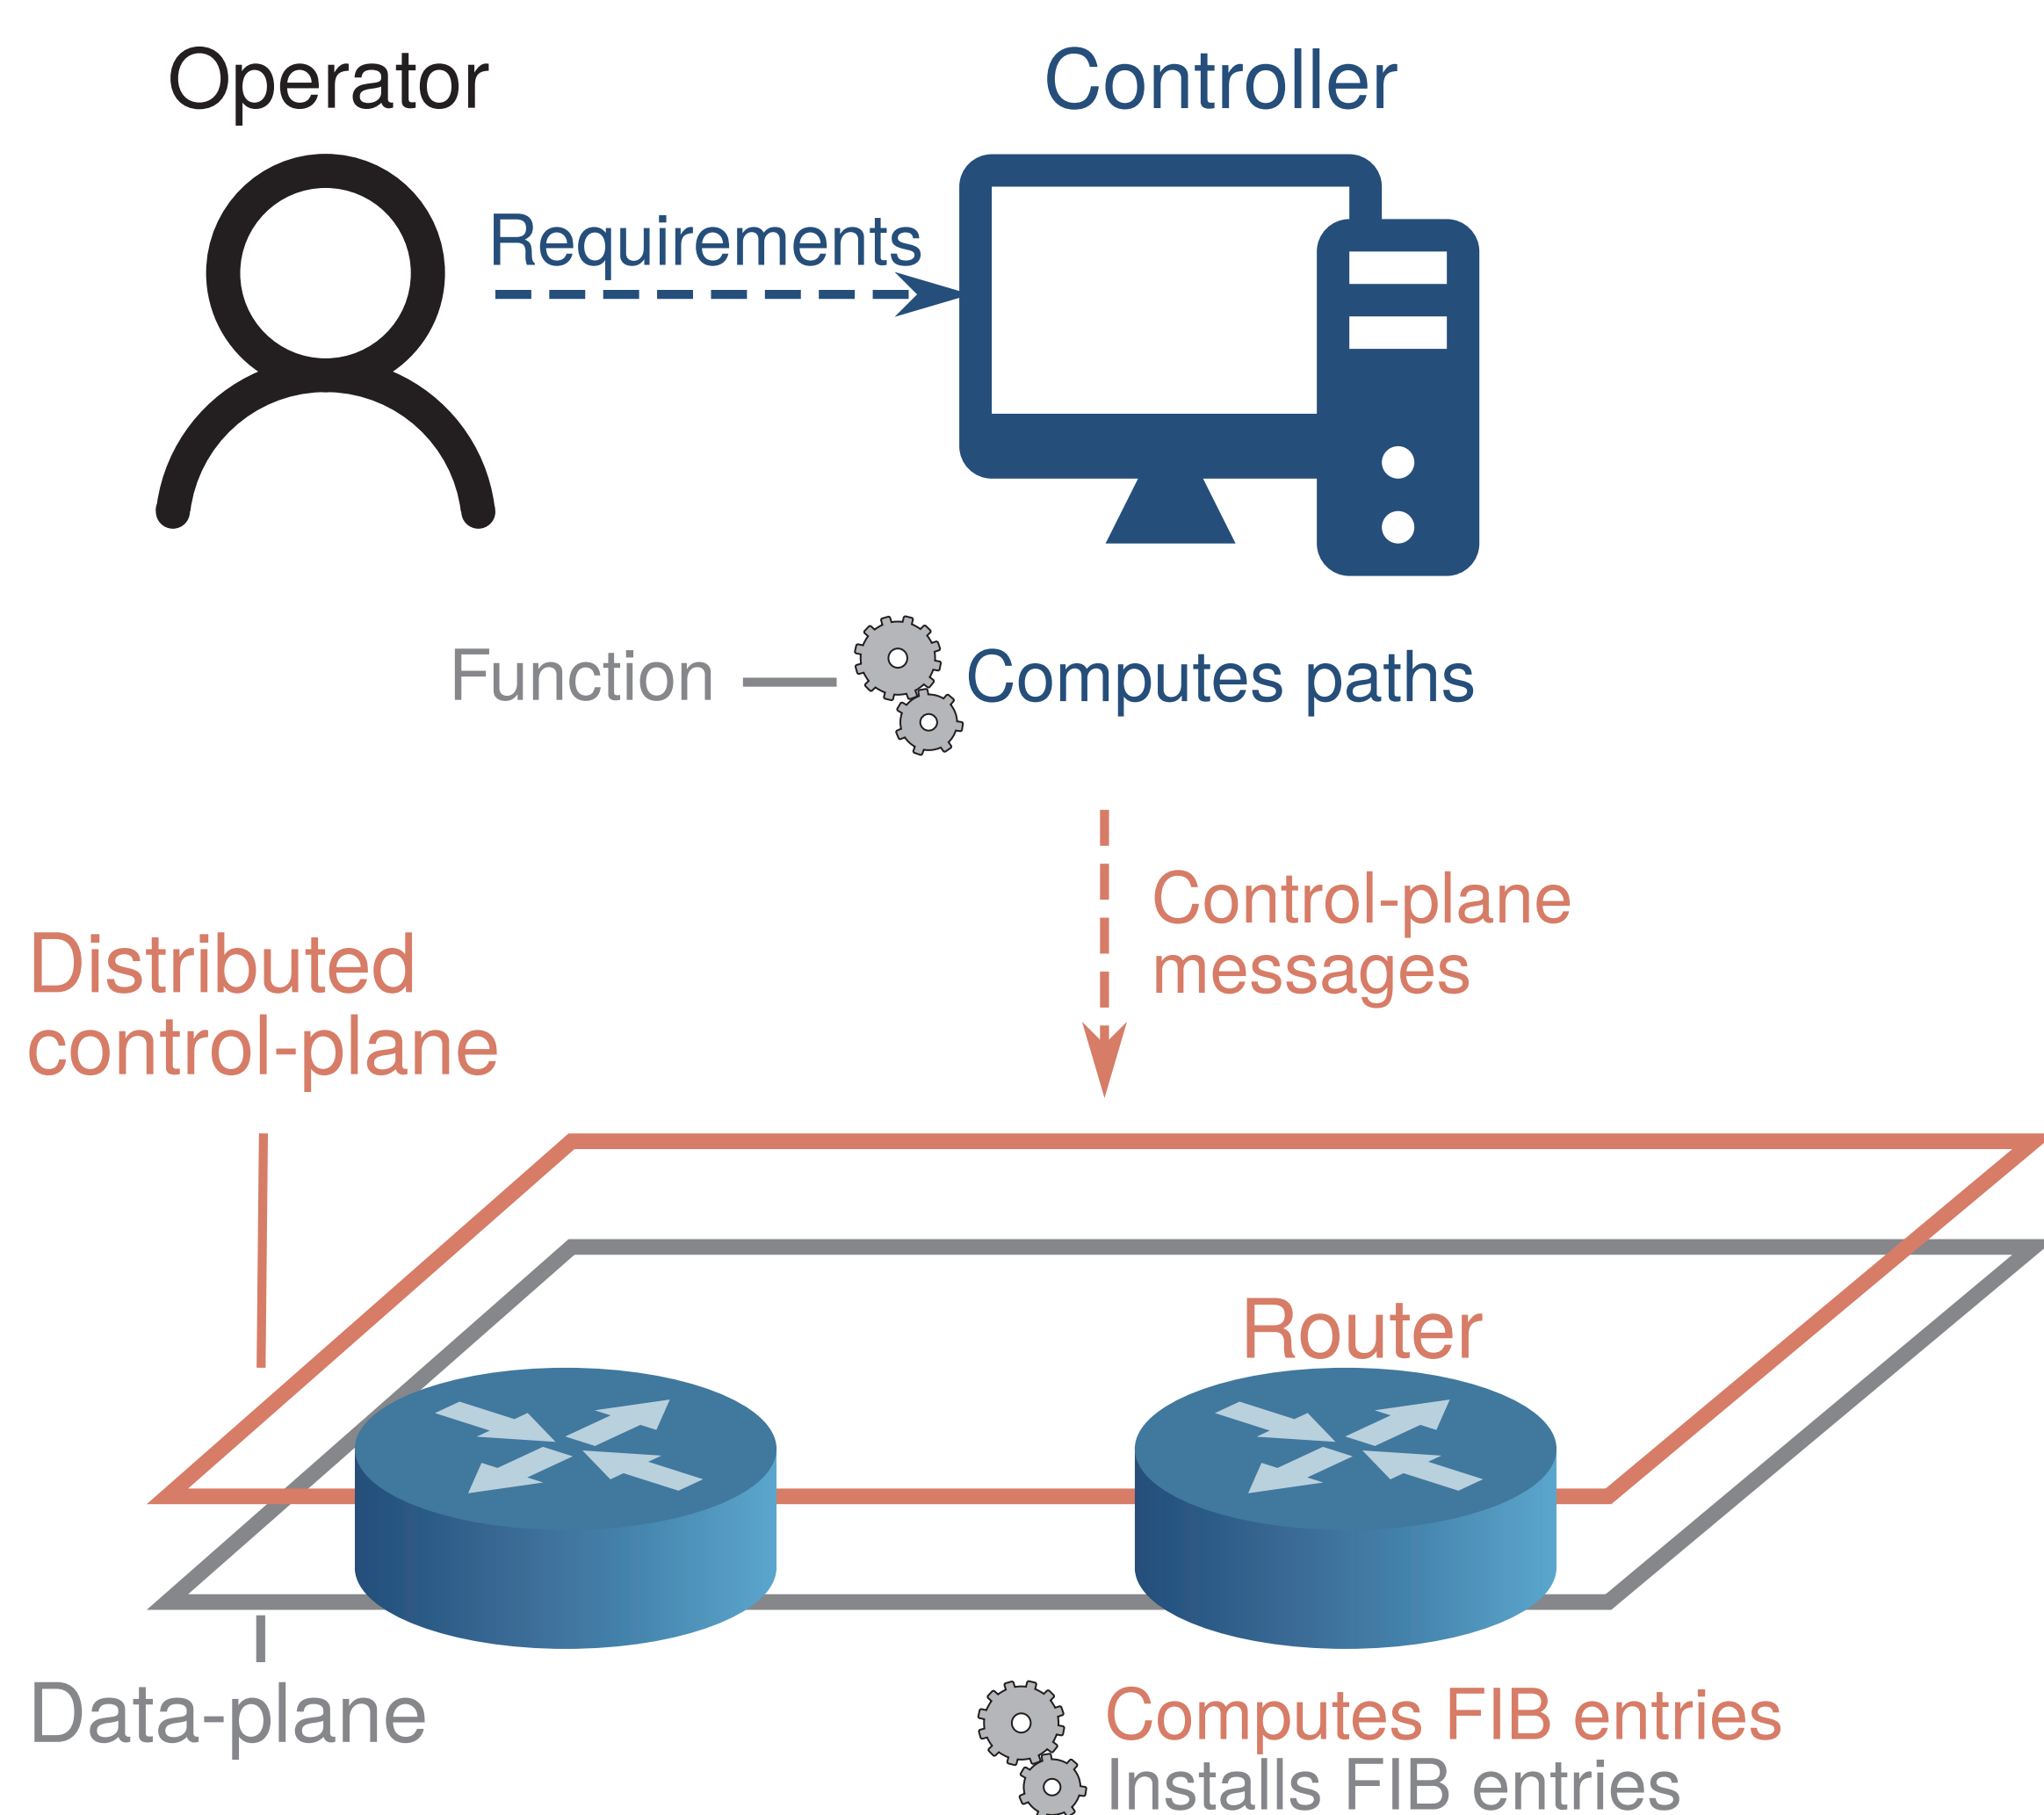 Operator
Controller
Requirements
Function
Computes paths
Control-plane
messages
Distributed
control-plane
Router
Data-plane
Computes FIB entries
Installs FIB entries